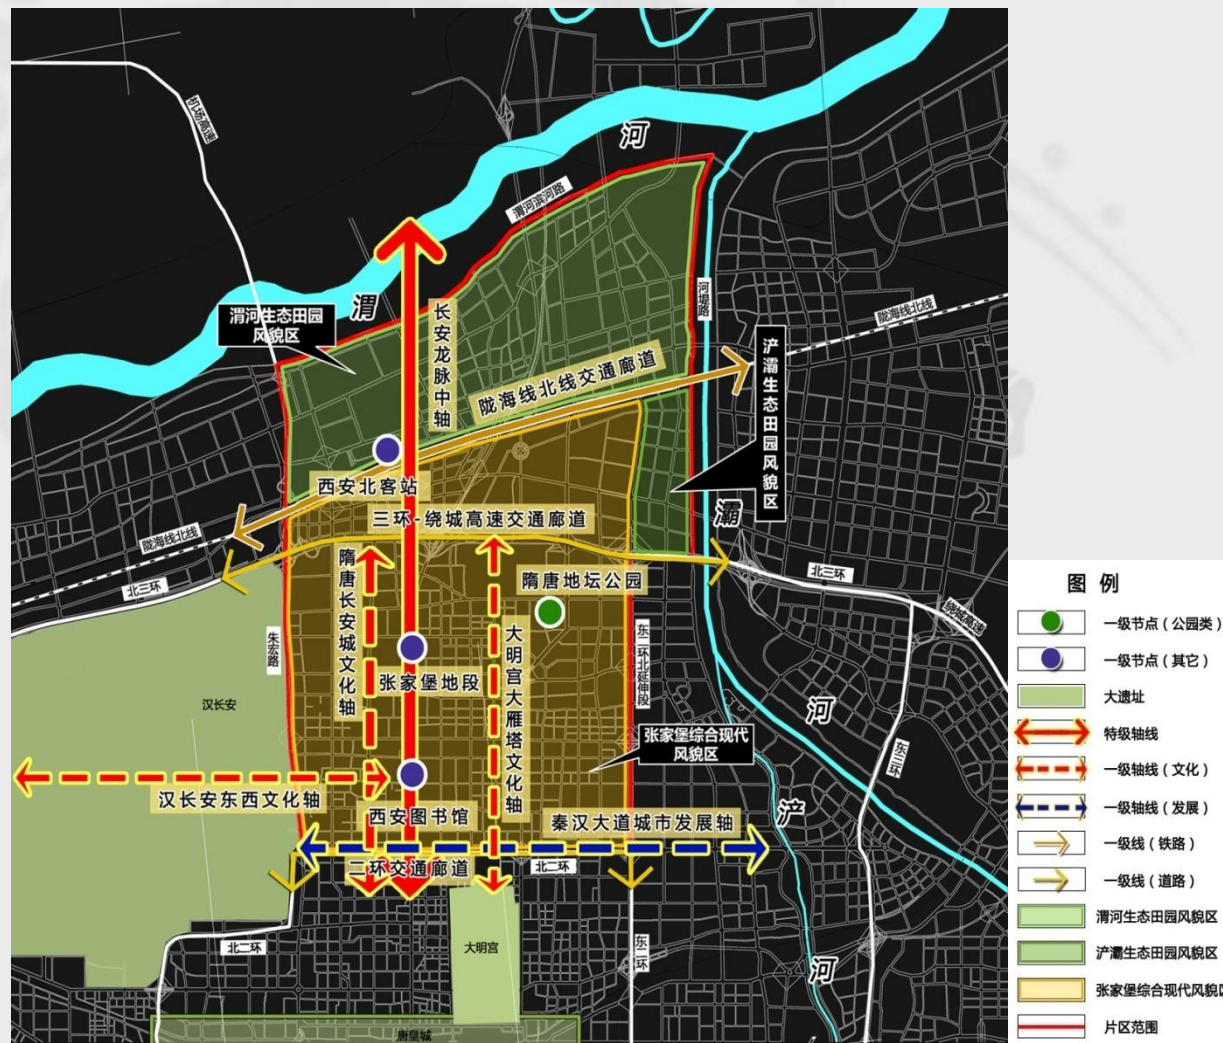 河
机场高速
渭河滨河路
渭
渭河生态田园
风貌区
长安龙脉中轴
河堤路
陇海线北线
陇海线北线交通廊道
浐灞生态田园风貌区
西安北客站
三环-绕城高速交通廊道
灞
陇海线北线
北三环
隋唐长安城文化轴
隋唐地坛公园
北三环
绕城高速
朱宏路
大明宫大雁塔文化轴
东二环北延伸段
张家堡地段
汉长安
河
张家堡综合现代
风貌区
东三环
汉长安东西文化轴
西安图书馆
秦汉大道城市发展轴
浐
二环交通廊道
北二环
北二环
大明宫
东二环
河
唐皇城
图 例
一级节点（公园类）
一级节点（其它）
大遗址
特级轴线
一级轴线（文化）
一级轴线（发展）
一级线（铁路）
一级线（道路）
渭河生态田园风貌区
浐灞生态田园风貌区
张家堡综合现代风貌区
片区范围